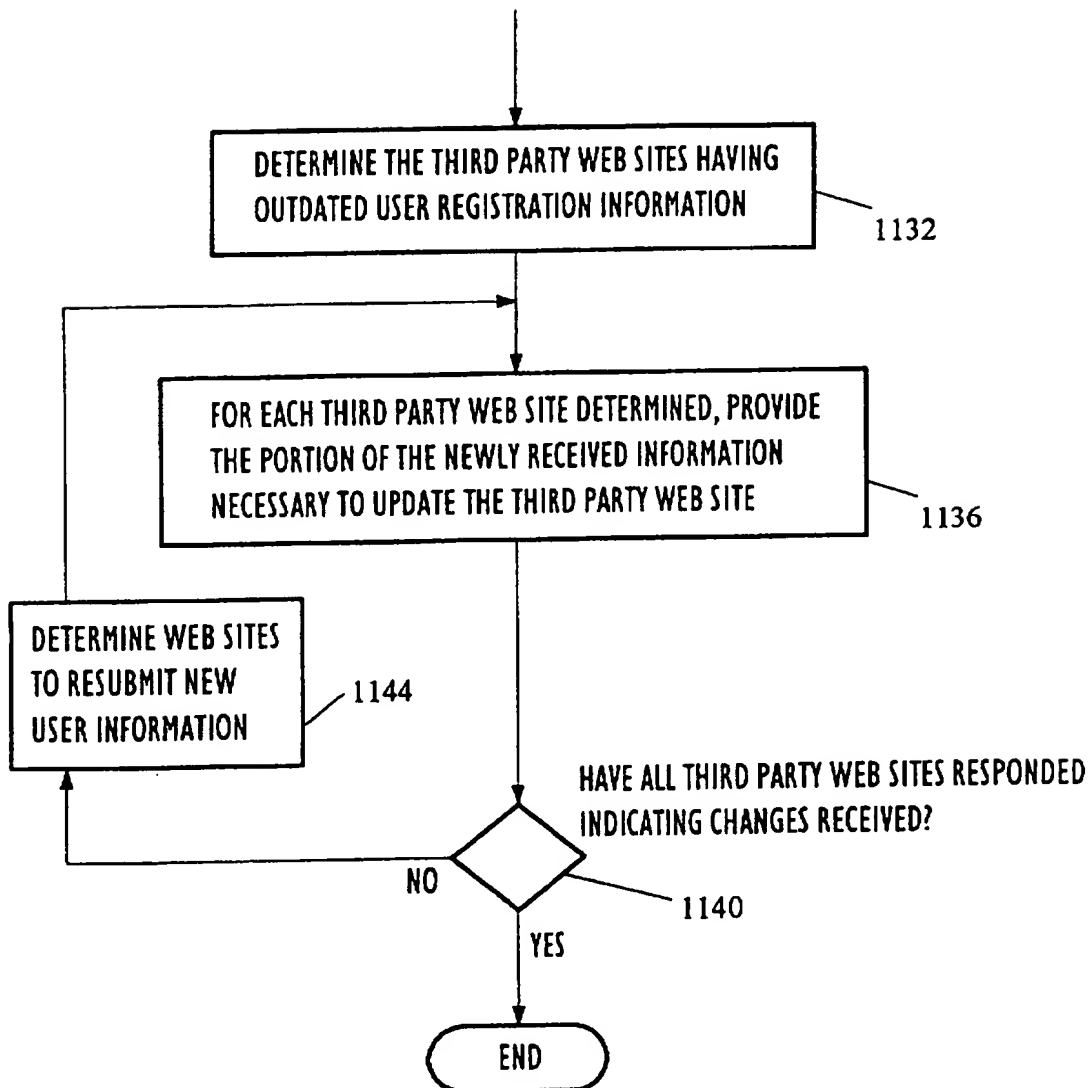 DETERMINE THE THIRD PARTY WEB SITES HAVING
OUTDATED USER REGISTRATION INFORMATION
1132
FOR EACH THIRD PARTY WEB SITE DETERMINED, PROVIDE
THE PORTION OF THE NEWLY RECEIVED INFORMATION
NECESSARY TO UPDATE THE THIRD PARTY WEB SITE
1136
DETERMINE WEB SITES
TO RESUBMIT NEW
USER INFORMATION
1144
HAVE ALL THIRD PARTY WEB SITES RESPONDED
INDICATING CHANGES RECEIVED?
NO
1140
YES
END